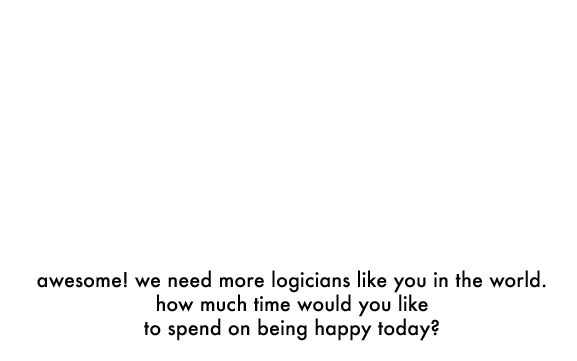 awesome! we need more logicians like you in the world.
how much time would you like
to spend on being happy today?